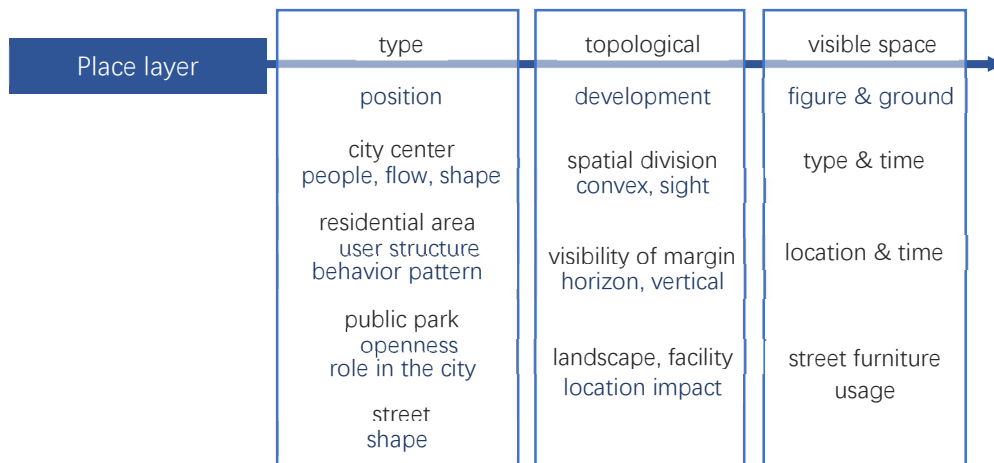 Place layer
type
position
city center
people, flow, shape
residential area
user structure
behavior pattern
public park
openness
role in the city
street
shape
topological
development
spatial division
convex, sight
visibility of margin
horizon, vertical
landscape, facility
location impact
visible space
figure & ground
type & time
location & time
street furniture
usage